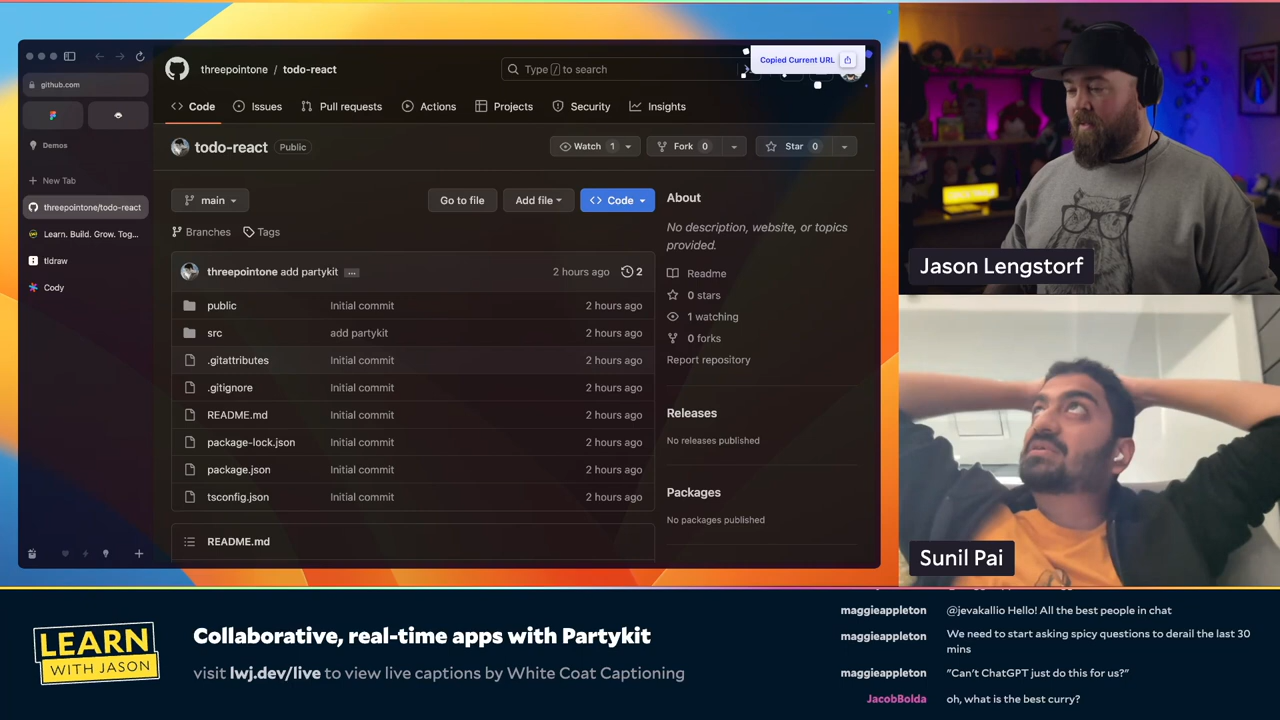 github.com
Demos
New Tab
threepointone/todo-react
Learn. Build. Grow. Tog...
tldraw
Cody
threepointone / todo-react
Type / to search
Copied Current URL
Code
Issues
Pull requests
Actions
Projects
Security
Insights
todo-react
Public
Watch 1
Fork 0
Star 0
main
Go to file
Add file
Code
Branches
Tags
threepointone add partykit ...
2 hours ago
2
public Initial commit 2 hours ago
src add partykit 2 hours ago
.gitattributes Initial commit 2 hours ago
.gitignore Initial commit 2 hours ago
README.md Initial commit 2 hours ago
package-lock.json Initial commit 2 hours ago
package.json Initial commit 2 hours ago
tsconfig.json Initial commit 2 hours ago
README.md
About
No description, website, or topics
provided.
Readme
0 stars
1 watching
0 forks
Report repository
Releases
No releases published
Packages
No packages published
Jason Lengstorf
Sunil Pai
LEARN
WITH JASON
Collaborative, real-time apps with Partykit
visit lwj.dev/live to view live captions by White Coat Captioning
maggieappleton @jevakallio Hello! All the best people in chat
maggieappleton We need to start asking spicy questions to derail the last 30
mins
maggieappleton "Can't ChatGPT just do this for us?"
JacobBolda oh, what is the best curry?